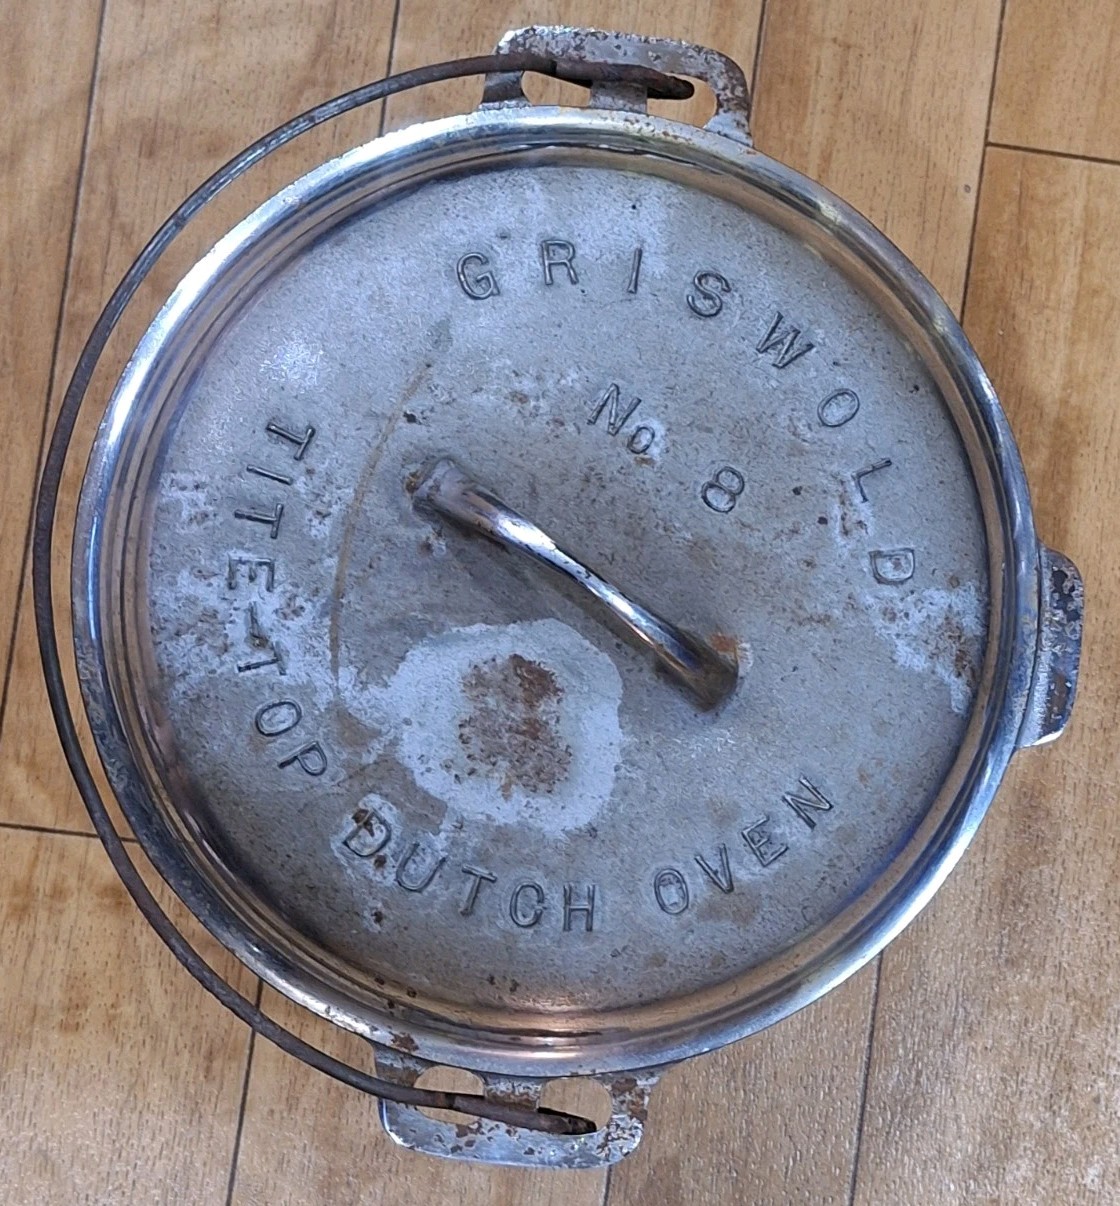 GRISWOLD
No 8
TITE-TOP DUTCH OVEN